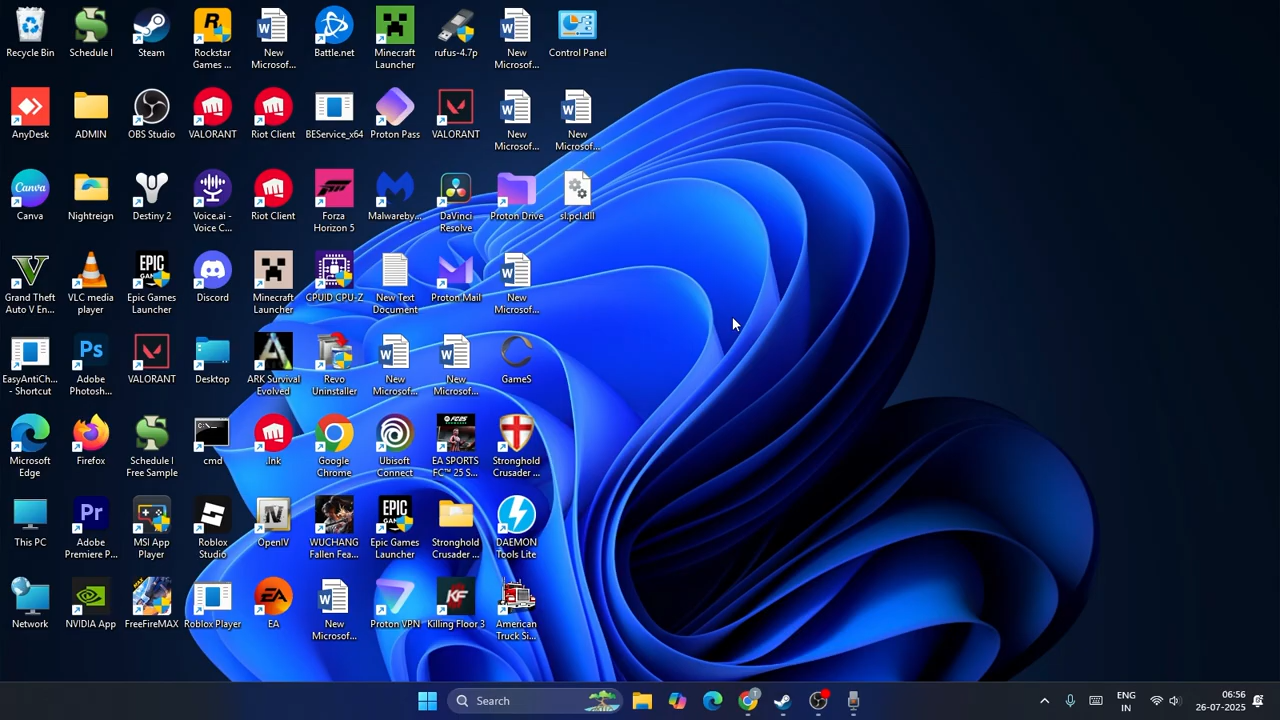 Recycle Bin
Schedule I
Steam
Rockstar
Games ...
New
Microsof...
Battle.net
Minecraft
Launcher
rufus-4.7p
New
Microsof...
Control Panel
AnyDesk
ADMIN
OBS Studio
VALORANT
Riot Client
BEService_x64
Proton Pass
VALORANT
New
Microsof...
New
Microsof...
Canva
Nightreign
Destiny 2
Voice.ai -
Voice C...
Riot Client
Forza
Horizon 5
Malwareby...
DaVinci
Resolve
Proton Drive
sl.pcl.dll
Grand Theft
Auto V En...
VLC media
player
Epic Games
Launcher
Discord
Minecraft
Launcher
CPUID CPU-Z
New Text
Document
Proton Mail
New
Microsof...
EasyAntiCh...
- Shortcut
Adobe
Photosh...
VALORANT
Desktop
ARK Survival
Evolved
Revo
Uninstaller
New
Microsof...
New
Microsof...
GameS
Microsoft
Edge
Firefox
Schedule I
Free Sample
cmd
.lnk
Google
Chrome
Ubisoft
Connect
EA SPORTS
FC™ 25 S...
Stronghold
Crusader ...
This PC
Adobe
Premiere P...
MSI App
Player
Roblox
Studio
OpenIV
WUCHANG
Fallen Fea...
Epic Games
Launcher
Stronghold
Crusader ...
DAEMON
Tools Lite
Network
NVIDIA App
FreeFireMAX
Roblox Player
EA
New
Microsof...
Proton VPN
Killing Floor 3
American
Truck Si...
Search
ENG
IN
06:56
26-07-2025